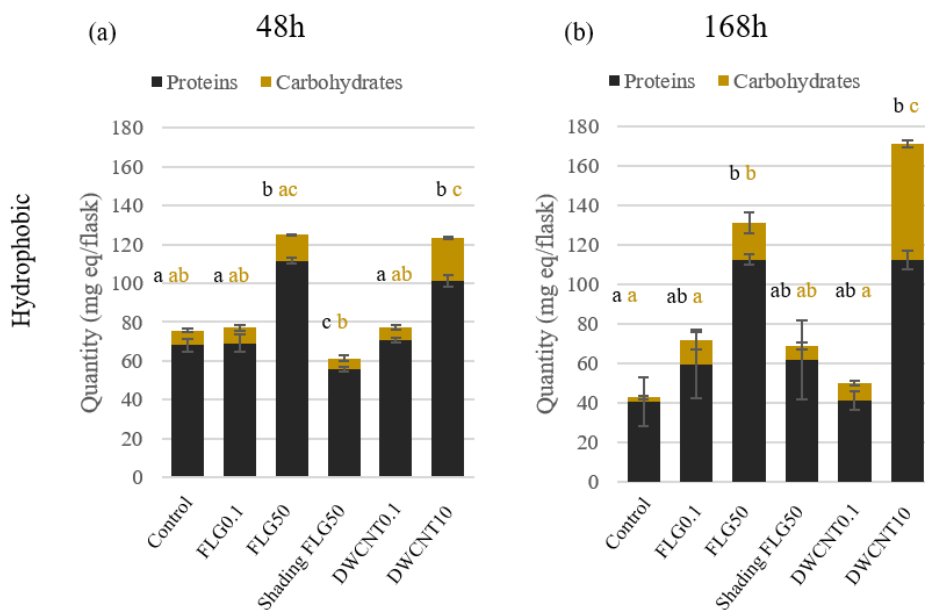 (a) 48h
Proteins Carbohydrates
Hydrophobic
Quantity (mg eq/flask)
180
160
140
120
100
80
60
40
20
0
a ab
a ab
b ac
c b
a ab
b c
Control
FLG0.1
FLG50
Shading FLG50
DWCNT0.1
DWCNT10
(b) 168h
Proteins Carbohydrates
Quantity (mg eq/flask)
180
160
140
120
100
80
60
40
20
0
a a
ab a
b b
ab ab
ab a
b c
Control
FLG0.1
FLG50
Shading FLG50
DWCNT0.1
DWCNT10